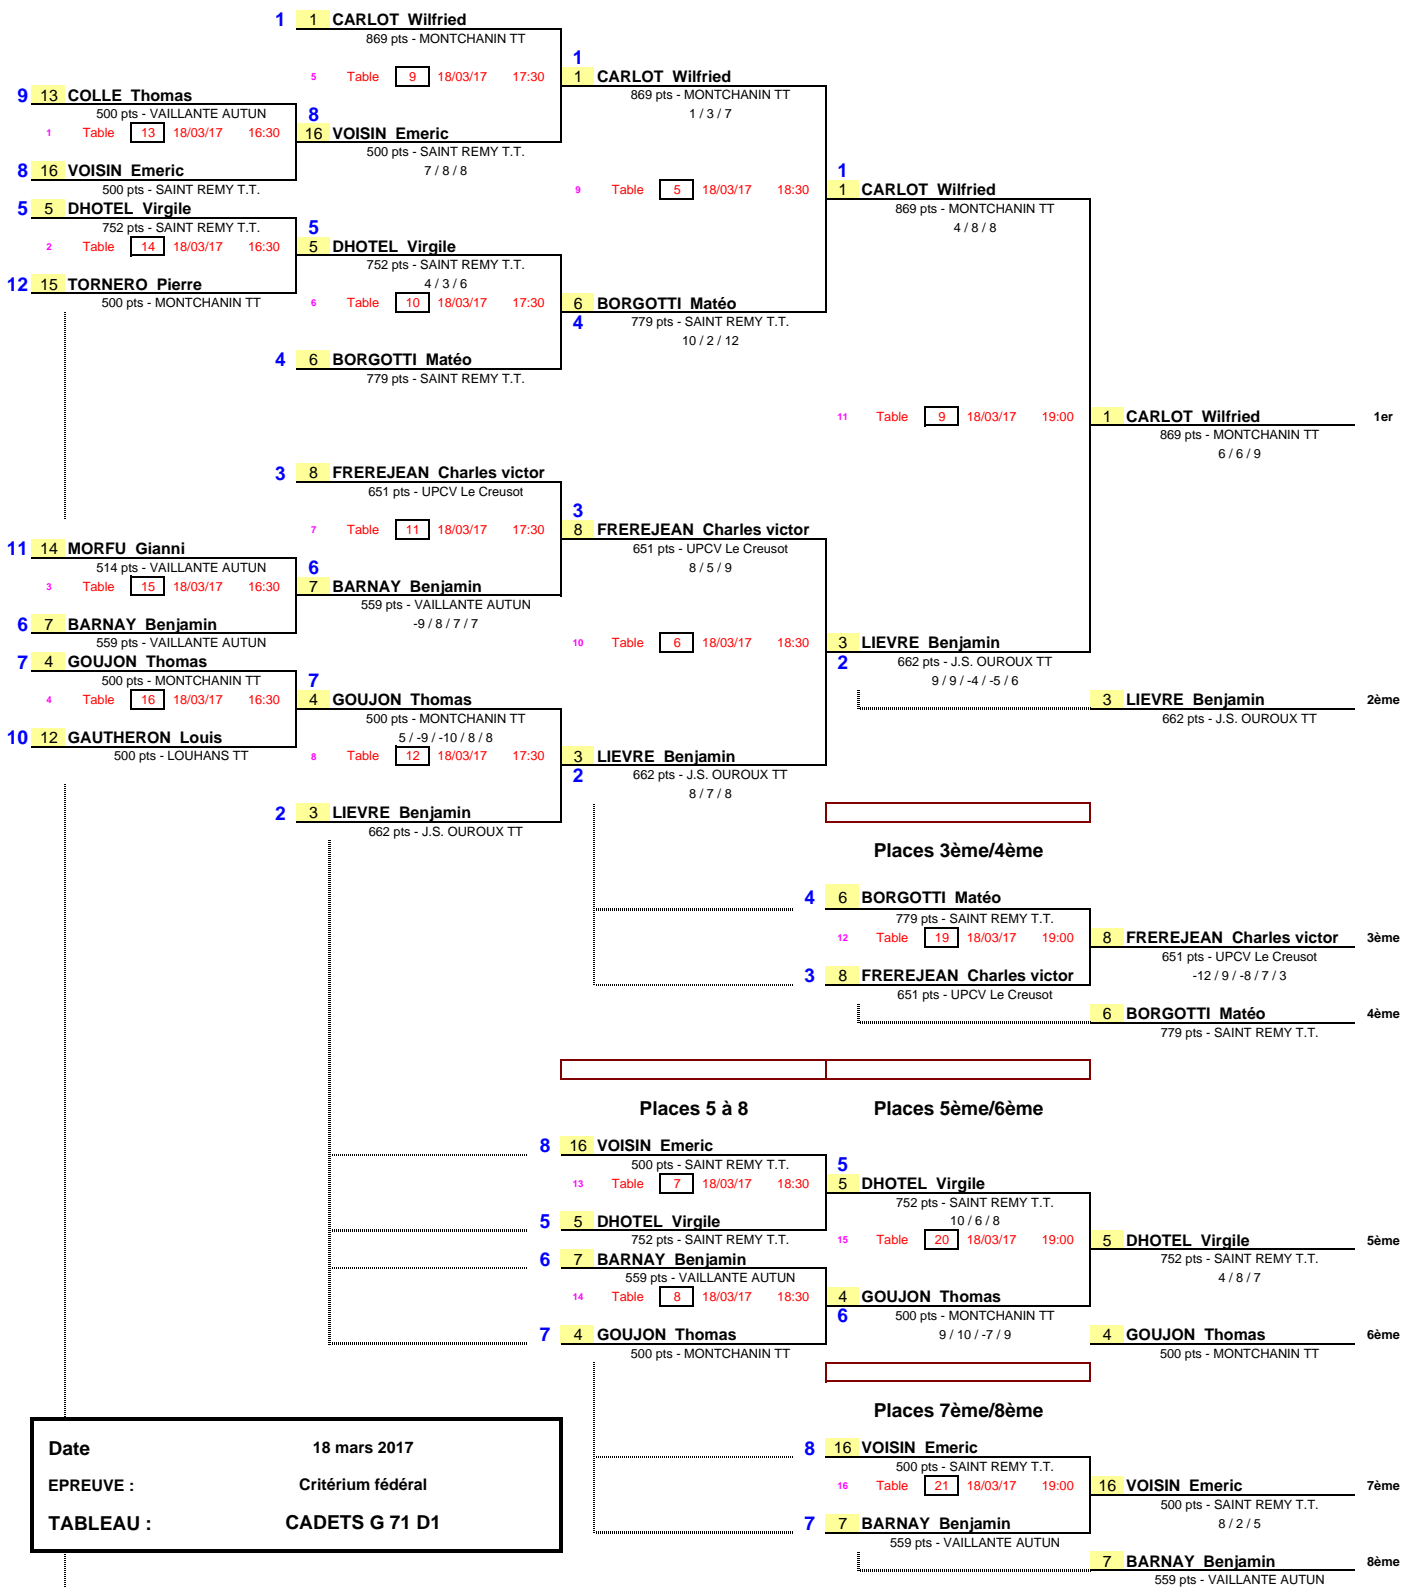 1 1 CARLOT Wilfried
869 pts - MONTCHANIN TT
1
5 Table 9 18/03/17 17:30 1 CARLOT Wilfried
9 13 COLLE Thomas 869 pts - MONTCHANIN TT
500 pts - VAILLANTE AUTUN 8 1 / 3 / 7
1 Table 13 18/03/17 16:30 16 VOISIN Emeric
500 pts - SAINT REMY T.T.
8 16 VOISIN Emeric 7 / 8 / 8 1
500 pts - SAINT REMY T.T. 9 Table 5 18/03/17 18:30 1 CARLOT Wilfried
5 5 DHOTEL Virgile 869 pts - MONTCHANIN TT
752 pts - SAINT REMY T.T. 5 4 / 8 / 8
2 Table 14 18/03/17 16:30 5 DHOTEL Virgile
752 pts - SAINT REMY T.T.
12 15 TORNERO Pierre 4 / 3 / 6
500 pts - MONTCHANIN TT 6 Table 10 18/03/17 17:30 6 BORGOTTI Matéo
4 779 pts - SAINT REMY T.T.
10 / 2 / 12
4 6 BORGOTTI Matéo
779 pts - SAINT REMY T.T.
11 Table 9 18/03/17 19:00 1 CARLOT Wilfried 1er
869 pts - MONTCHANIN TT
6 / 6 / 9
3 8 FREREJEAN Charles victor
651 pts - UPCV Le Creusot
3
7 Table 11 18/03/17 17:30 8 FREREJEAN Charles victor
11 14 MORFU Gianni 651 pts - UPCV Le Creusot
514 pts - VAILLANTE AUTUN 6 8 / 5 / 9
3 Table 15 18/03/17 16:30 7 BARNAY Benjamin
559 pts - VAILLANTE AUTUN
6 7 BARNAY Benjamin -9 / 8 / 7 / 7
559 pts - VAILLANTE AUTUN 10 Table 6 18/03/17 18:30 3 LIEVRE Benjamin
7 4 GOUJON Thomas 2 662 pts - J.S. OUROUX TT
500 pts - MONTCHANIN TT 7 9 / 9 / -4 / -5 / 6
4 Table 16 18/03/17 16:30 4 GOUJON Thomas 3 LIEVRE Benjamin 2ème
500 pts - MONTCHANIN TT 662 pts - J.S. OUROUX TT
10 12 GAUTHERON Louis 5 / -9 / -10 / 8 / 8
500 pts - LOUHANS TT 8 Table 12 18/03/17 17:30 3 LIEVRE Benjamin
2 662 pts - J.S. OUROUX TT
8 / 7 / 8
2 3 LIEVRE Benjamin
662 pts - J.S. OUROUX TT
Places 3ème/4ème
4 6 BORGOTTI Matéo
779 pts - SAINT REMY T.T.
12 Table 19 18/03/17 19:00 8 FREREJEAN Charles victor 3ème
651 pts - UPCV Le Creusot
3 8 FREREJEAN Charles victor -12 / 9 / -8 / 7 / 3
651 pts - UPCV Le Creusot
6 BORGOTTI Matéo 4ème
779 pts - SAINT REMY T.T.
Places 5 à 8 Places 5ème/6ème
8 16 VOISIN Emeric
500 pts - SAINT REMY T.T. 5
13 Table 7 18/03/17 18:30 5 DHOTEL Virgile
752 pts - SAINT REMY T.T.
5 5 DHOTEL Virgile 10 / 6 / 8
752 pts - SAINT REMY T.T. 15 Table 20 18/03/17 19:00 5 DHOTEL Virgile 5ème
6 7 BARNAY Benjamin 752 pts - SAINT REMY T.T.
559 pts - VAILLANTE AUTUN 4 / 8 / 7
14 Table 8 18/03/17 18:30 4 GOUJON Thomas
6 500 pts - MONTCHANIN TT
7 4 GOUJON Thomas 9 / 10 / -7 / 9 4 GOUJON Thomas 6ème
500 pts - MONTCHANIN TT 500 pts - MONTCHANIN TT
Places 7ème/8ème
Date 18 mars 2017 8 16 VOISIN Emeric
500 pts - SAINT REMY T.T.
EPREUVE : Critérium fédéral 16 Table 21 18/03/17 19:00 16 VOISIN Emeric 7ème
500 pts - SAINT REMY T.T.
TABLEAU : CADETS G 71 D1 7 7 BARNAY Benjamin 8 / 2 / 5
559 pts - VAILLANTE AUTUN
7 BARNAY Benjamin 8ème
559 pts - VAILLANTE AUTUN